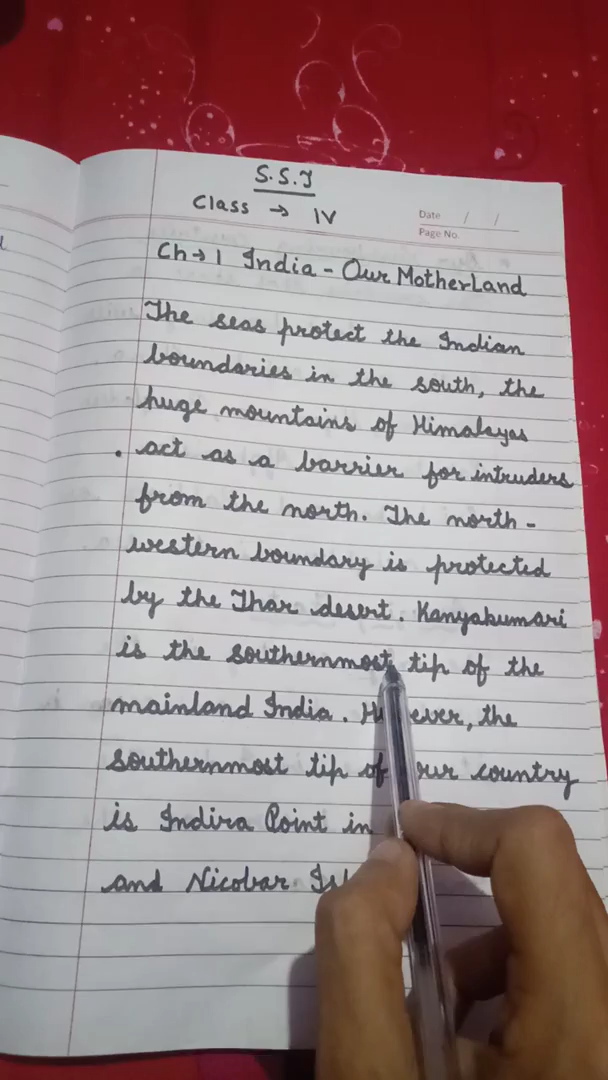 S.S.T
Class → IV
Date / /
Page No.
Ch → 1 India - Our MotherLand
The seas protect the Indian
boundaries in the south, the
huge mountains of Himalayas
. act as a barrier for intruders
from the north. The north -
western boundary is protected
by the Thar desert. Kanyakumari
is the southernmost tip of the
mainland India. However, the
southernmost tip of our country
is Indira Point in
and Nicobar